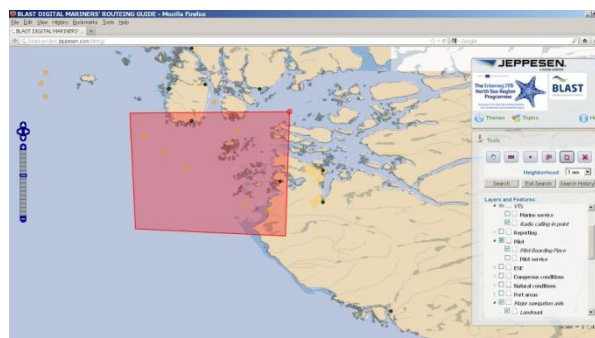 BLAST DIGITAL MARINERS' ROUTEING GUIDE - Mozilla Firefox
File Edit View History Bookmarks Tools Help
BLAST DIGITAL MARINERS'
Google
JEPPESEN.
The Interreg IVB
North Sea Region
Programme
BLAST
Themes Topics
Tools
Neighborhood: 1 nm
Search Exit Search Search History
Layers and Features:
VTS
Marine service
Radio calling-in point
Reporting
Pilot
Pilot Boarding Place
Pilot service
Dangerous conditions
Natural conditions
Port areas
Major navigation aids
Landmark